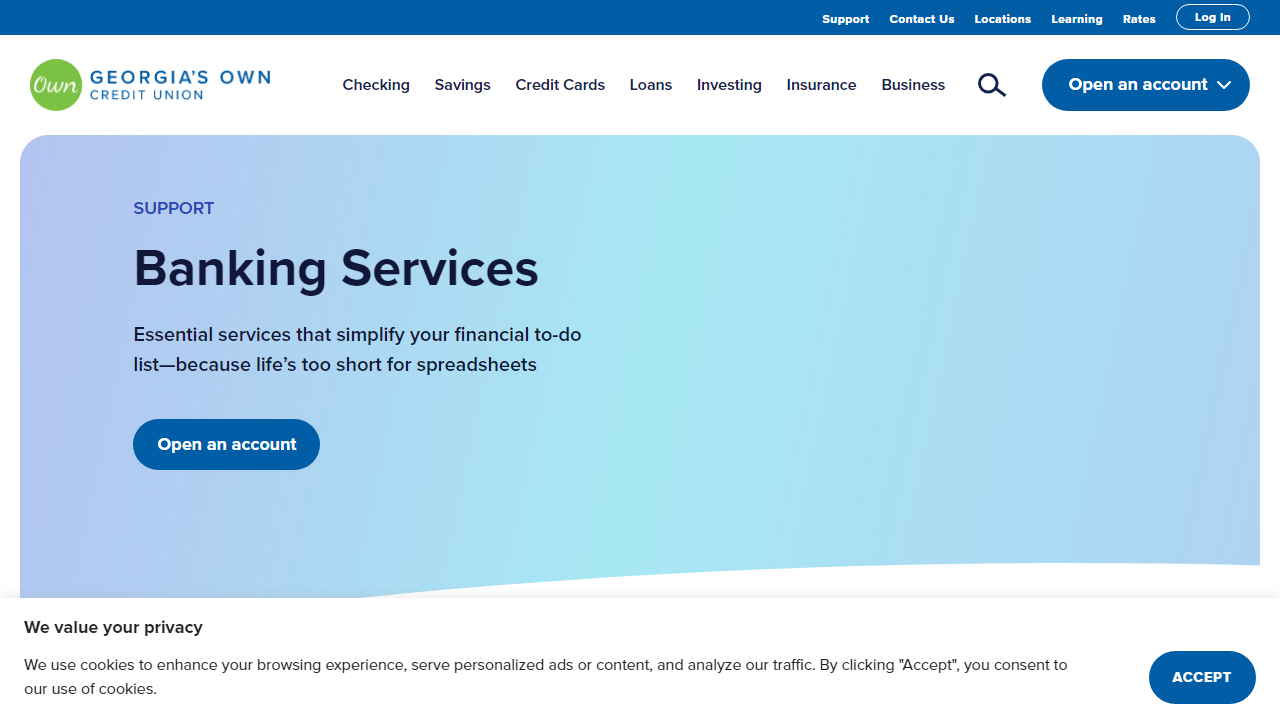 Support Contact Us Locations Learning Rates Log In
Own GEORGIA'S OWN
CREDIT UNION
Checking Savings Credit Cards Loans Investing Insurance Business Open an account
SUPPORT
Banking Services
Essential services that simplify your financial to-do
list—because life’s too short for spreadsheets
Open an account
We value your privacy
We use cookies to enhance your browsing experience, serve personalized ads or content, and analyze our traffic. By clicking "Accept", you consent to
our use of cookies.
ACCEPT